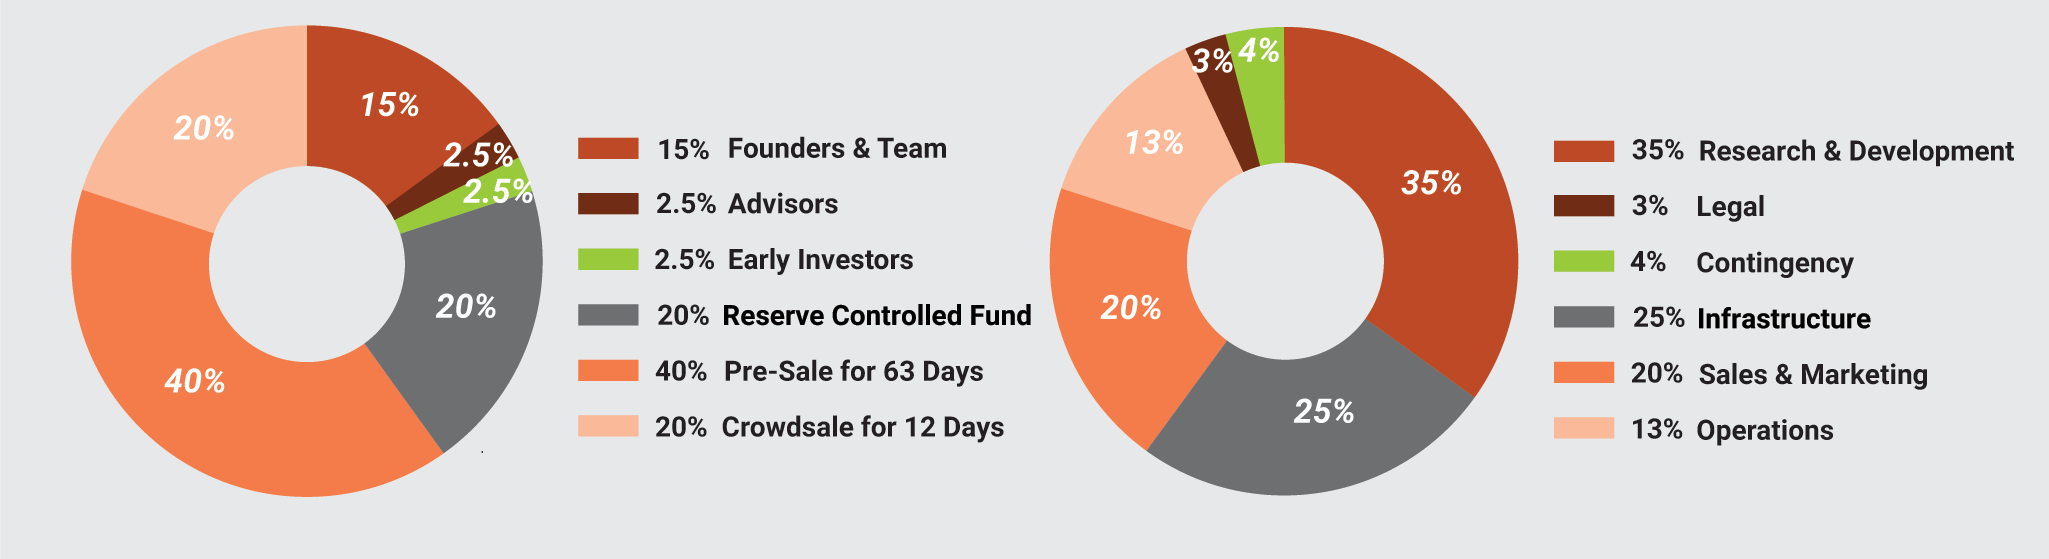 20%
15%
2.5%
2.5%
20%
40%
15% Founders & Team
2.5% Advisors
2.5% Early Investors
20% Reserve Controlled Fund
40% Pre-Sale for 63 Days
20% Crowdsale for 12 Days
3%
4%
13%
35%
20%
25%
35% Research & Development
3% Legal
4% Contingency
25% Infrastructure
20% Sales & Marketing
13% Operations